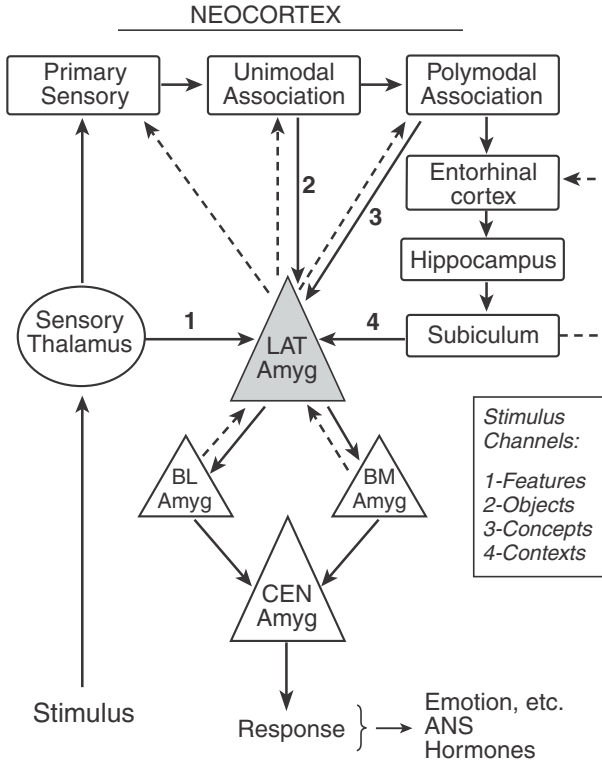 NEOCORTEX
Primary
Sensory
Unimodal
Association
Polymodal
Association
2
3
Entorhinal
cortex
Hippocampus
Sensory
Thalamus
1
LAT
Amyg
4
Subiculum
BL
Amyg
BM
Amyg
Stimulus
Channels:
1-Features
2-Objects
3-Concepts
4-Contexts
CEN
Amyg
Stimulus
Response
Emotion, etc.
ANS
Hormones